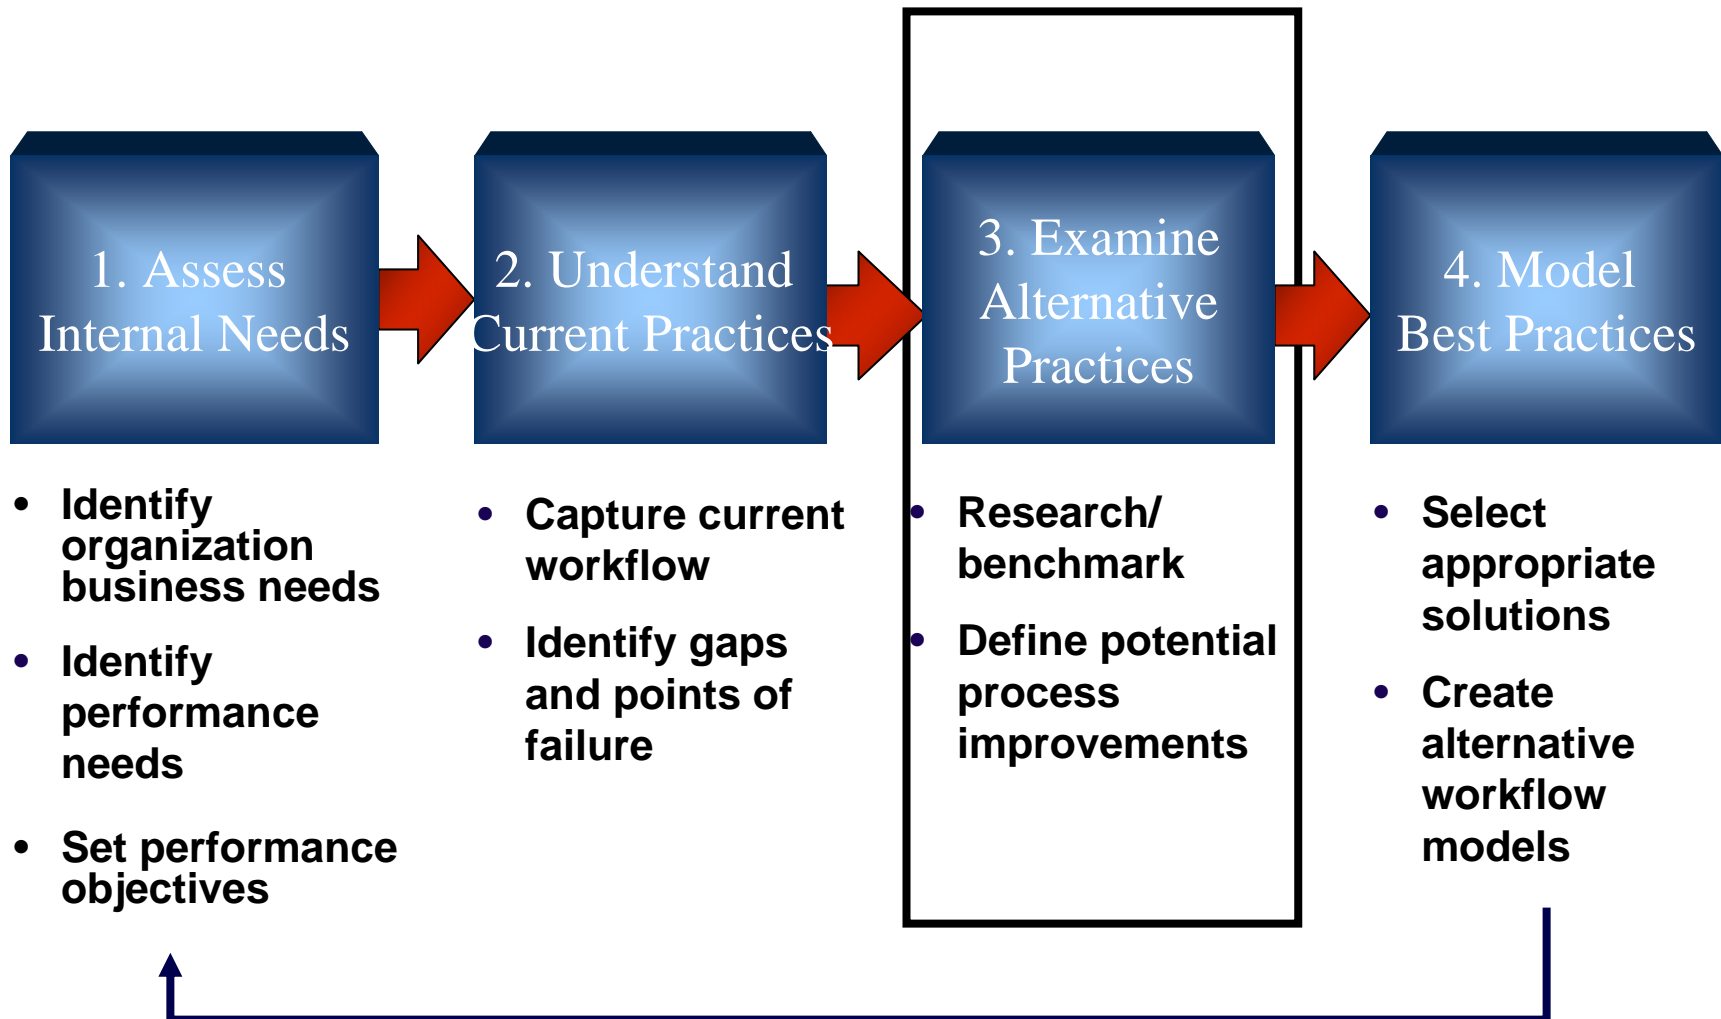 1. Assess
Internal Needs
2. Understand
Current Practices
3. Examine
Alternative
Practices
4. Model
Best Practices
• Identify
organization
business needs
• Identify
performance
needs
• Set performance
objectives
• Capture current
workflow
• Identify gaps
and points of
failure
• Research/
benchmark
• Define potential
process
improvements
• Select
appropriate
solutions
• Create
alternative
workflow
models